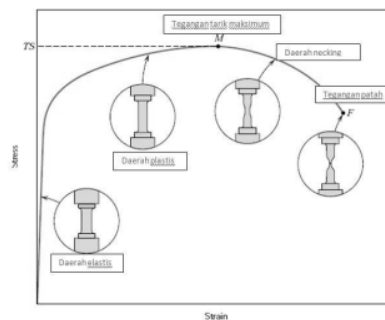 Tegangan tarik maksimum
TS
M
Daerah necking
Tegangan patah
F
Daerah plastis
Stress
Daerah elastis
Strain